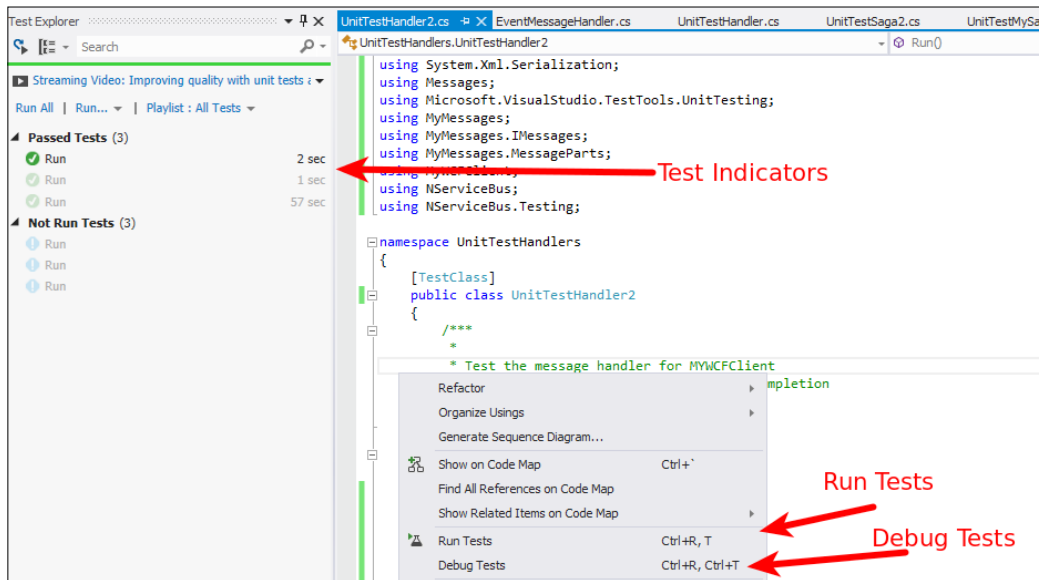 Test Explorer
Search
Streaming Video: Improving quality with unit tests a
Run All | Run... | Playlist : All Tests
Passed Tests (3)
Run 2 sec
Run 1 sec
Run 57 sec
Not Run Tests (3)
Run
Run
Run
UnitTestHandler2.cs EventMessageHandler.cs UnitTestHandler.cs UnitTestSaga2.cs UnitTestMySa
UnitTestHandlers.UnitTestHandler2 Run()
using System.Xml.Serialization;
using Messages;
using Microsoft.VisualStudio.TestTools.UnitTesting;
using MyMessages;
using MyMessages.IMessages;
using MyMessages.MessageParts;
using MyWCFClient;
using NServiceBus;
using NServiceBus.Testing;
namespace UnitTestHandlers
{
[TestClass]
public class UnitTestHandler2
{
/***
*
* Test the message handler for MYWCFClient
mpletion
Refactor
Organize Usings
Generate Sequence Diagram...
Show on Code Map Ctrl+`
Find All References on Code Map
Show Related Items on Code Map
Run Tests Ctrl+R, T
Debug Tests Ctrl+R, Ctrl+T
Test Indicators
Run Tests
Debug Tests